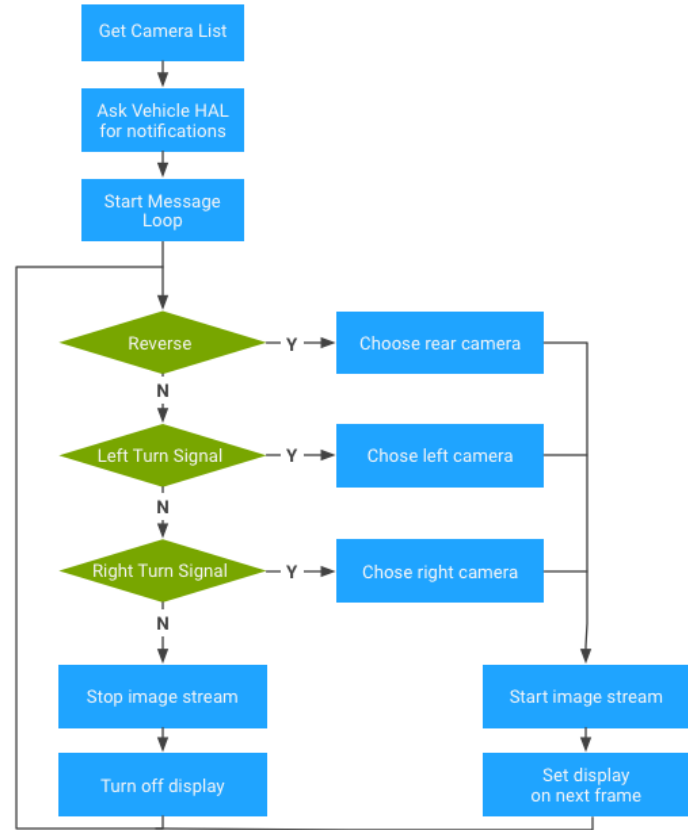 Get Camera List
Ask Vehicle HAL
for notifications
Start Message
Loop
Reverse
Y
Choose rear camera
N
Left Turn Signal
Y
Chose left camera
N
Right Turn Signal
Y
Chose right camera
N
Stop image stream
Start image stream
Turn off display
Set display
on next frame